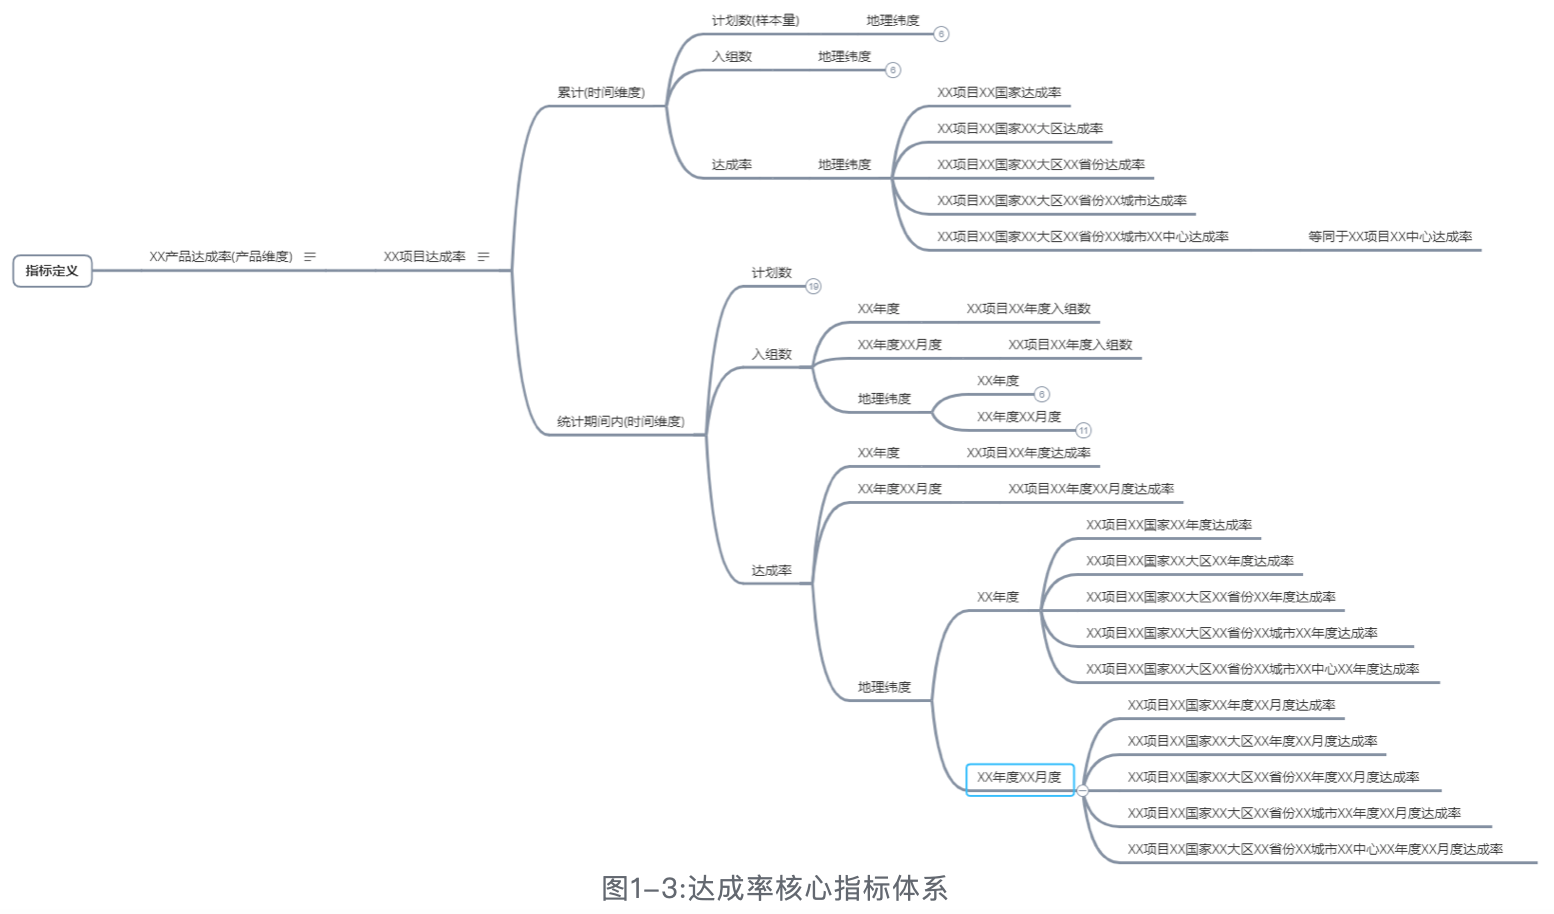 指标定义
XX产品达成率(产品维度)
XX项目达成率
累计(时间维度)
计划数(样本量)
地理纬度
6
入组数
地理纬度
6
达成率
地理纬度
XX项目XX国家达成率
XX项目XX国家XX大区达成率
XX项目XX国家XX大区XX省份达成率
XX项目XX国家XX大区XX省份XX城市达成率
XX项目XX国家XX大区XX省份XX城市XX中心达成率
等同于XX项目XX中心达成率
统计期间内(时间维度)
计划数
19
入组数
XX年度
XX项目XX年度入组数
XX年度XX月度
XX项目XX年度入组数
地理纬度
XX年度
6
XX年度XX月度
11
达成率
XX年度
XX项目XX年度达成率
XX年度XX月度
XX项目XX年度XX月度达成率
地理纬度
XX年度
XX项目XX国家XX年度达成率
XX项目XX国家XX大区XX年度达成率
XX项目XX国家XX大区XX省份XX年度达成率
XX项目XX国家XX大区XX省份XX城市XX年度达成率
XX项目XX国家XX大区XX省份XX城市XX中心XX年度达成率
XX年度XX月度
XX项目XX国家XX年度XX月度达成率
XX项目XX国家XX大区XX年度XX月度达成率
XX项目XX国家XX大区XX省份XX年度XX月度达成率
XX项目XX国家XX大区XX省份XX城市XX年度XX月度达成率
XX项目XX国家XX大区XX省份XX城市XX中心XX年度XX月度达成率
图1-3:达成率核心指标体系